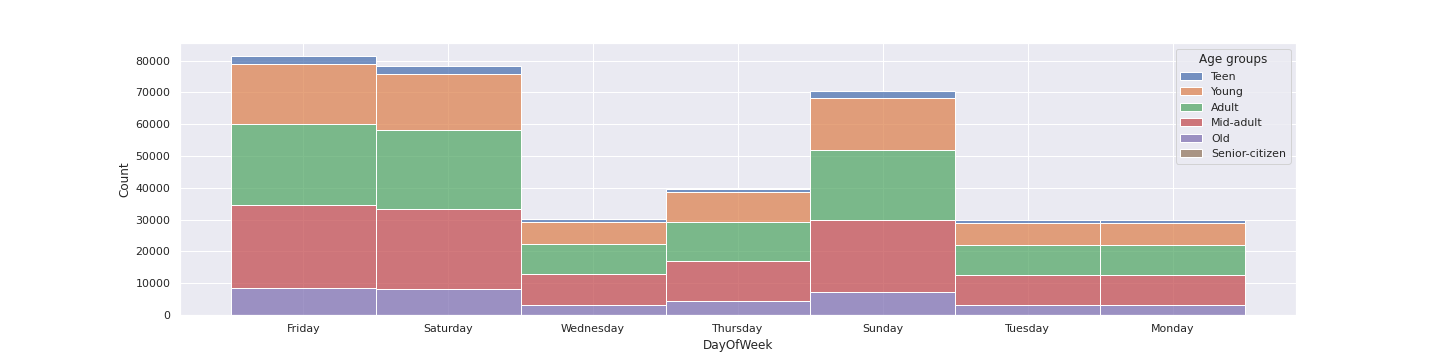 80000
70000
60000
50000
40000
30000
20000
10000
0
Count
Friday
Saturday
Wednesday
Thursday
Sunday
Tuesday
Monday
DayOfWeek
Age groups
Teen
Young
Adult
Mid-adult
Old
Senior-citizen